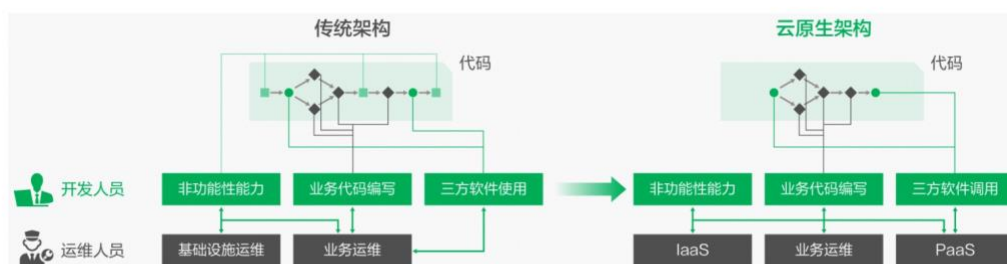 传统架构
云原生架构
代码
代码
开发人员
非功能性能力
业务代码编写
三方软件使用
非功能性能力
业务代码编写
三方软件调用
运维人员
基础设施运维
业务运维
IaaS
业务运维
PaaS